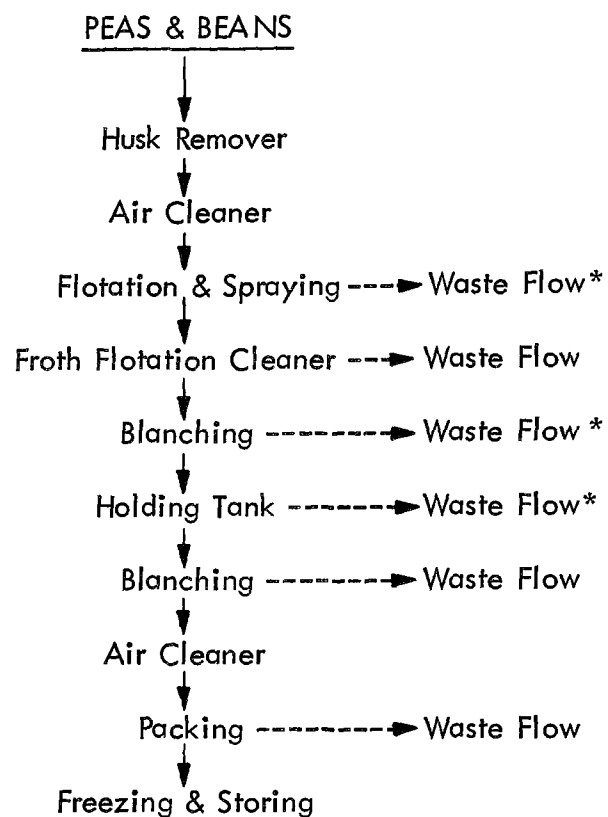 PEAS & BEANS
Husk Remover
Air Cleaner
Flotation & Spraying Waste Flow*
Froth Flotation Cleaner Waste Flow
Blanching Waste Flow *
Holding Tank Waste Flow*
Blanching Waste Flow
Air Cleaner
Packing Waste Flow
Freezing & Storing